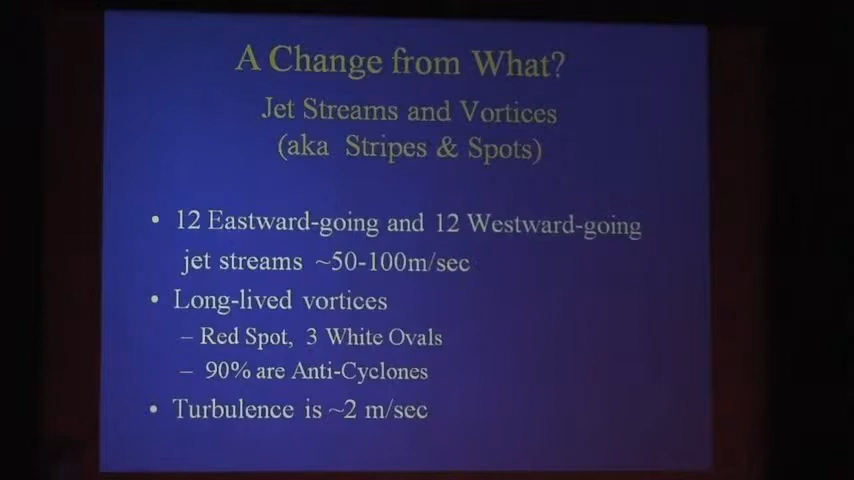 A Change from What?
Jet Streams and Vortices
(aka Stripes & Spots)
• 12 Eastward-going and 12 Westward-going
jet streams ~50-100m/sec
• Long-lived vortices
– Red Spot, 3 White Ovals
– 90% are Anti-Cyclones
• Turbulence is ~2 m/sec